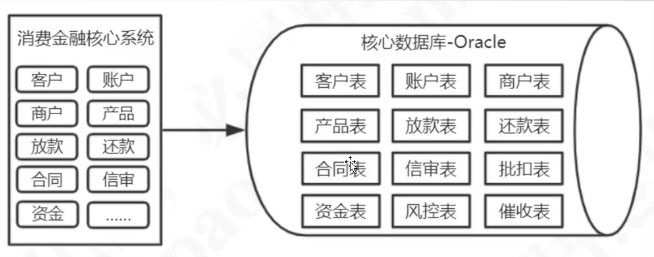 消费金融核心系统
客户 账户
商户 产品
放款 还款
合同 信审
资金 ......
核心数据库-Oracle
客户表 账户表 商户表
产品表 放款表 还款表
合同表 信审表 批扣表
资金表 风控表 催收表